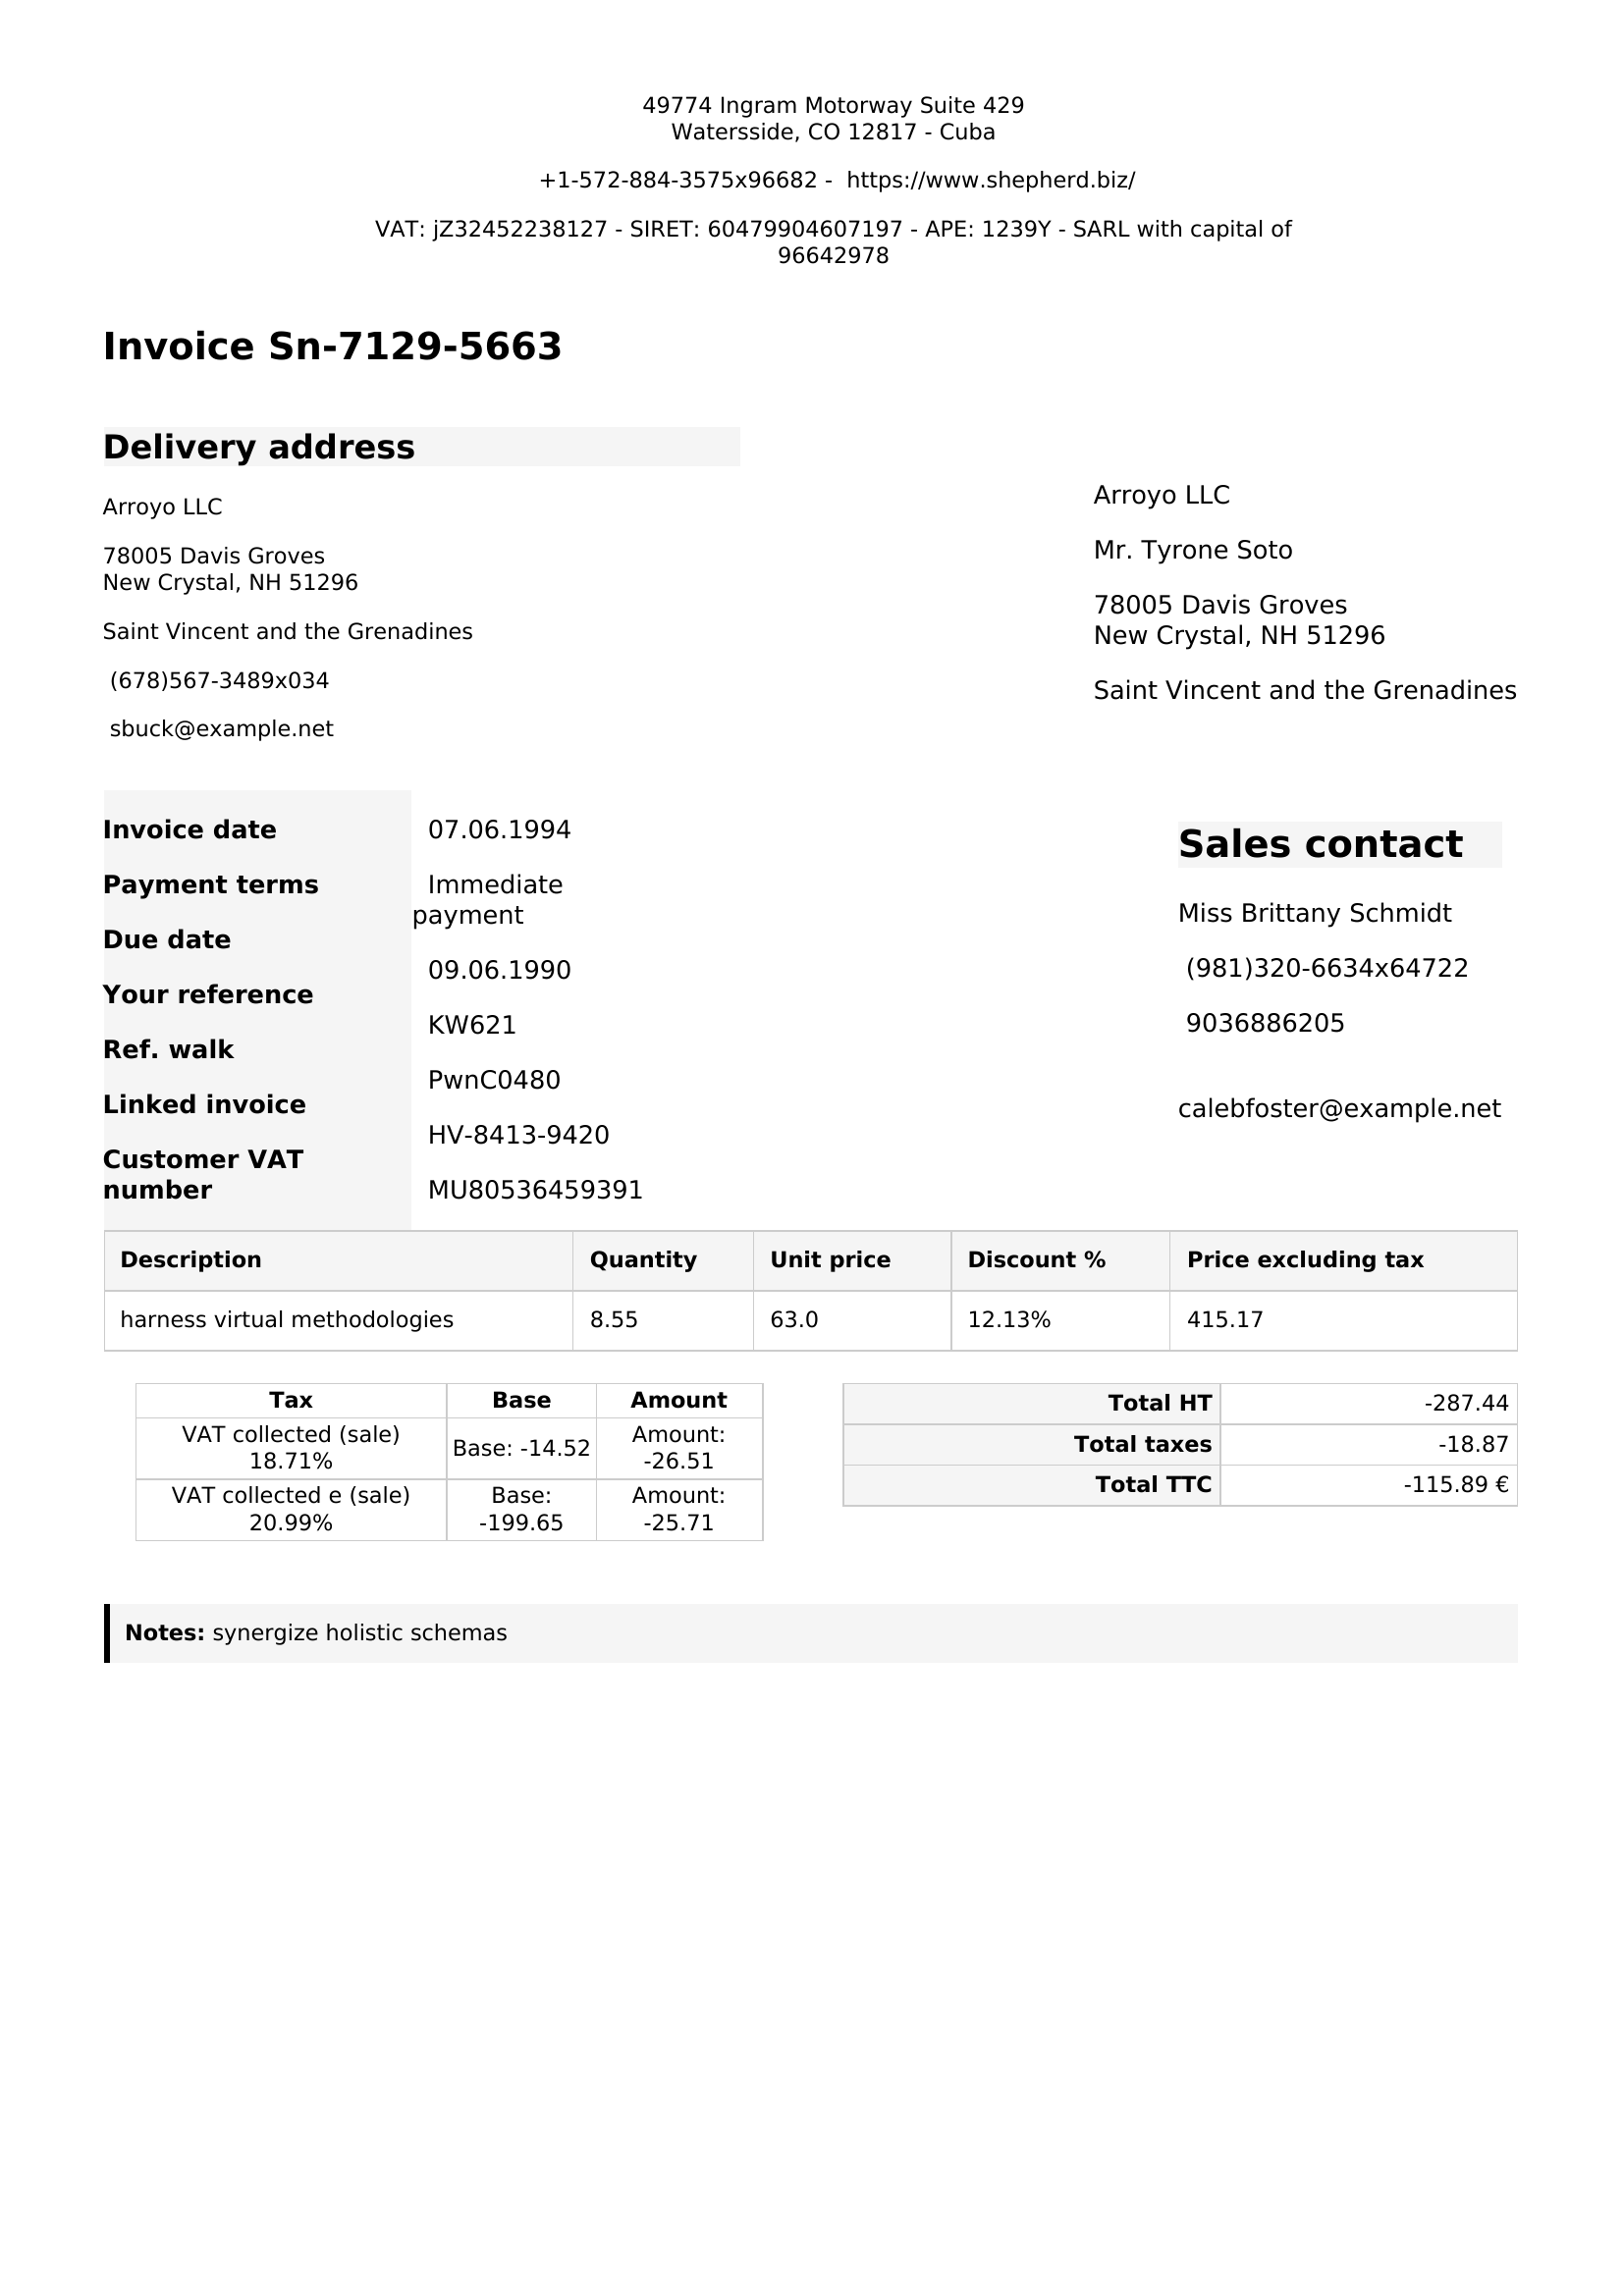 49774 Ingram Motorway Suite 429
Watersside, CO 12817 - Cuba
+1-572-884-3575x96682 - https://www.shepherd.biz/
VAT: jZ32452238127 - SIRET: 60479904607197 - APE: 1239Y - SARL with capital of
96642978
Invoice Sn-7129-5663
Delivery address
Arroyo LLC
78005 Davis Groves
New Crystal, NH 51296
Saint Vincent and the Grenadines
(678)567-3489x034
sbuck@example.net
Arroyo LLC
Mr. Tyrone Soto
78005 Davis Groves
New Crystal, NH 51296
Saint Vincent and the Grenadines
Invoice date
Payment terms
Due date
Your reference
Ref. walk
Linked invoice
Customer VAT
number
07.06.1994
Immediate
payment
09.06.1990
KW621
PwnC0480
HV-8413-9420
MU80536459391
Sales contact
Miss Brittany Schmidt
(981)320-6634x64722
9036886205
calebfoster@example.net
Description Quantity Unit price Discount % Price excluding tax
harness virtual methodologies 8.55 63.0 12.13% 415.17
Tax Base Amount
VAT collected (sale)
18.71%
Base: -14.52
Amount:
-26.51
VAT collected e (sale)
20.99%
Base:
-199.65
Amount:
-25.71
Total HT -287.44
Total taxes -18.87
Total TTC -115.89 €
Notes: synergize holistic schemas